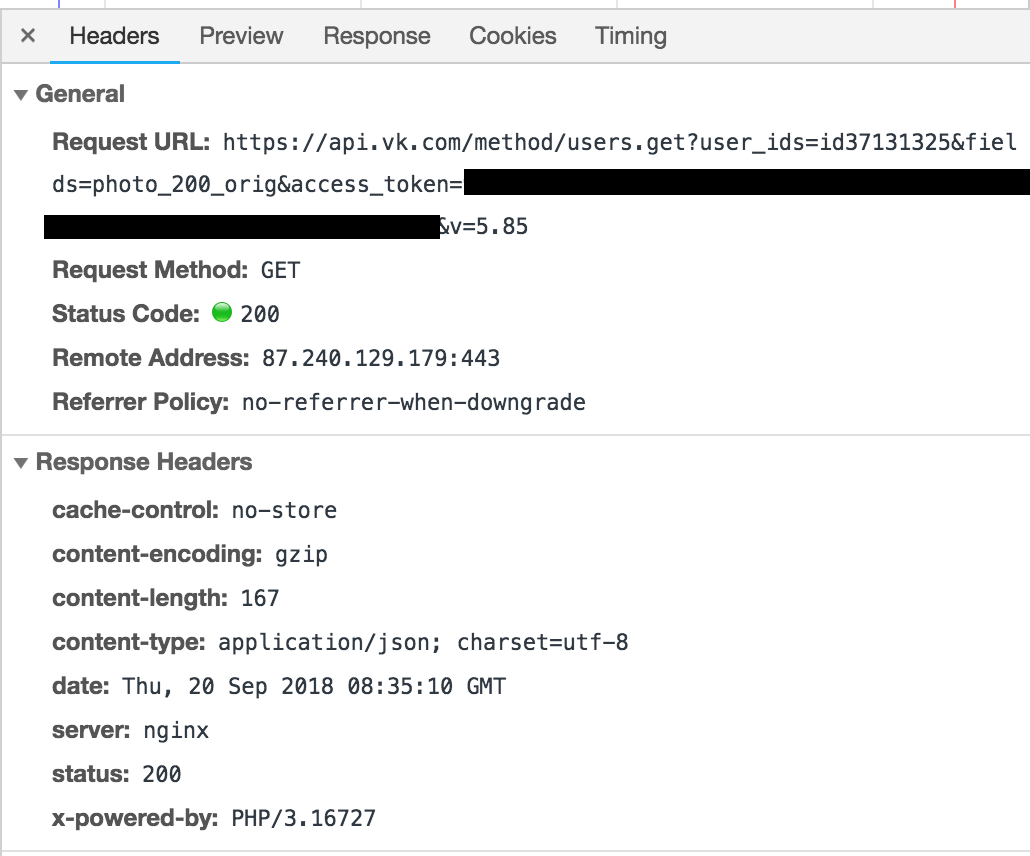 × Headers Preview Response Cookies Timing
▼ General
Request URL: https://api.vk.com/method/users.get?user_ids=id37131325&fiel
ds=photo_200_orig&access_token=
&v=5.85
Request Method: GET
Status Code: 200
Remote Address: 87.240.129.179:443
Referrer Policy: no-referrer-when-downgrade
▼ Response Headers
cache-control: no-store
content-encoding: gzip
content-length: 167
content-type: application/json; charset=utf-8
date: Thu, 20 Sep 2018 08:35:10 GMT
server: nginx
status: 200
x-powered-by: PHP/3.16727